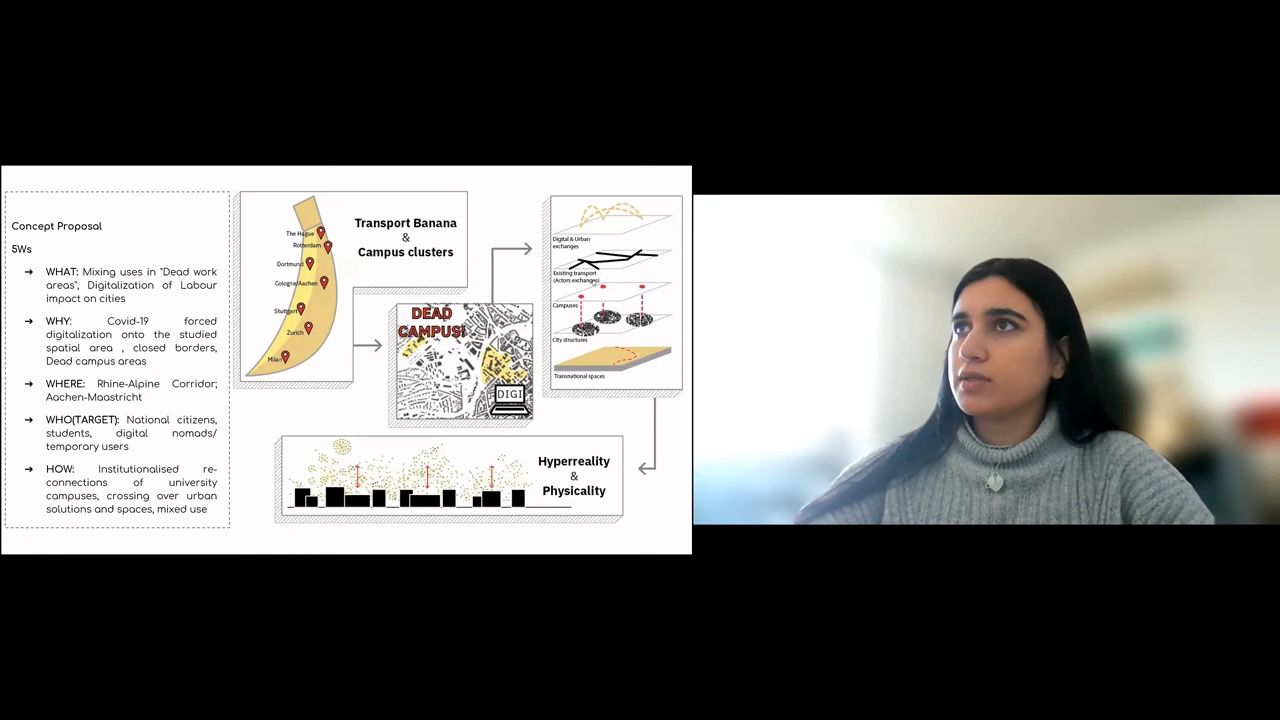 Concept Proposal
5Ws
➔ WHAT: Mixing uses in "Dead work
areas", Digitalization of Labour
impact on cities
➔ WHY: Covid-19 forced
digitalization onto the studied
spatial area , closed borders,
Dead campus areas
➔ WHERE: Rhine-Alpine Corridor;
Aachen-Maastricht
➔ WHO(TARGET): National citizens,
students, digital nomads/
temporary users
➔ HOW: Institutionalised re-
connections of university
campuses, crossing over urban
solutions and spaces, mixed use
Transport Banana
&
Campus clusters
The Hague
Rotterdam
Dortmund
Cologne/Aachen
Stuttgart
Zurich
Milan
DEAD
CAMPUS!
DIGI
Digital & Urban
exchanges
Existing transport
(Actors exchanges)
Campuses
City structures
Transnational spaces
Hyperreality
&
Physicality